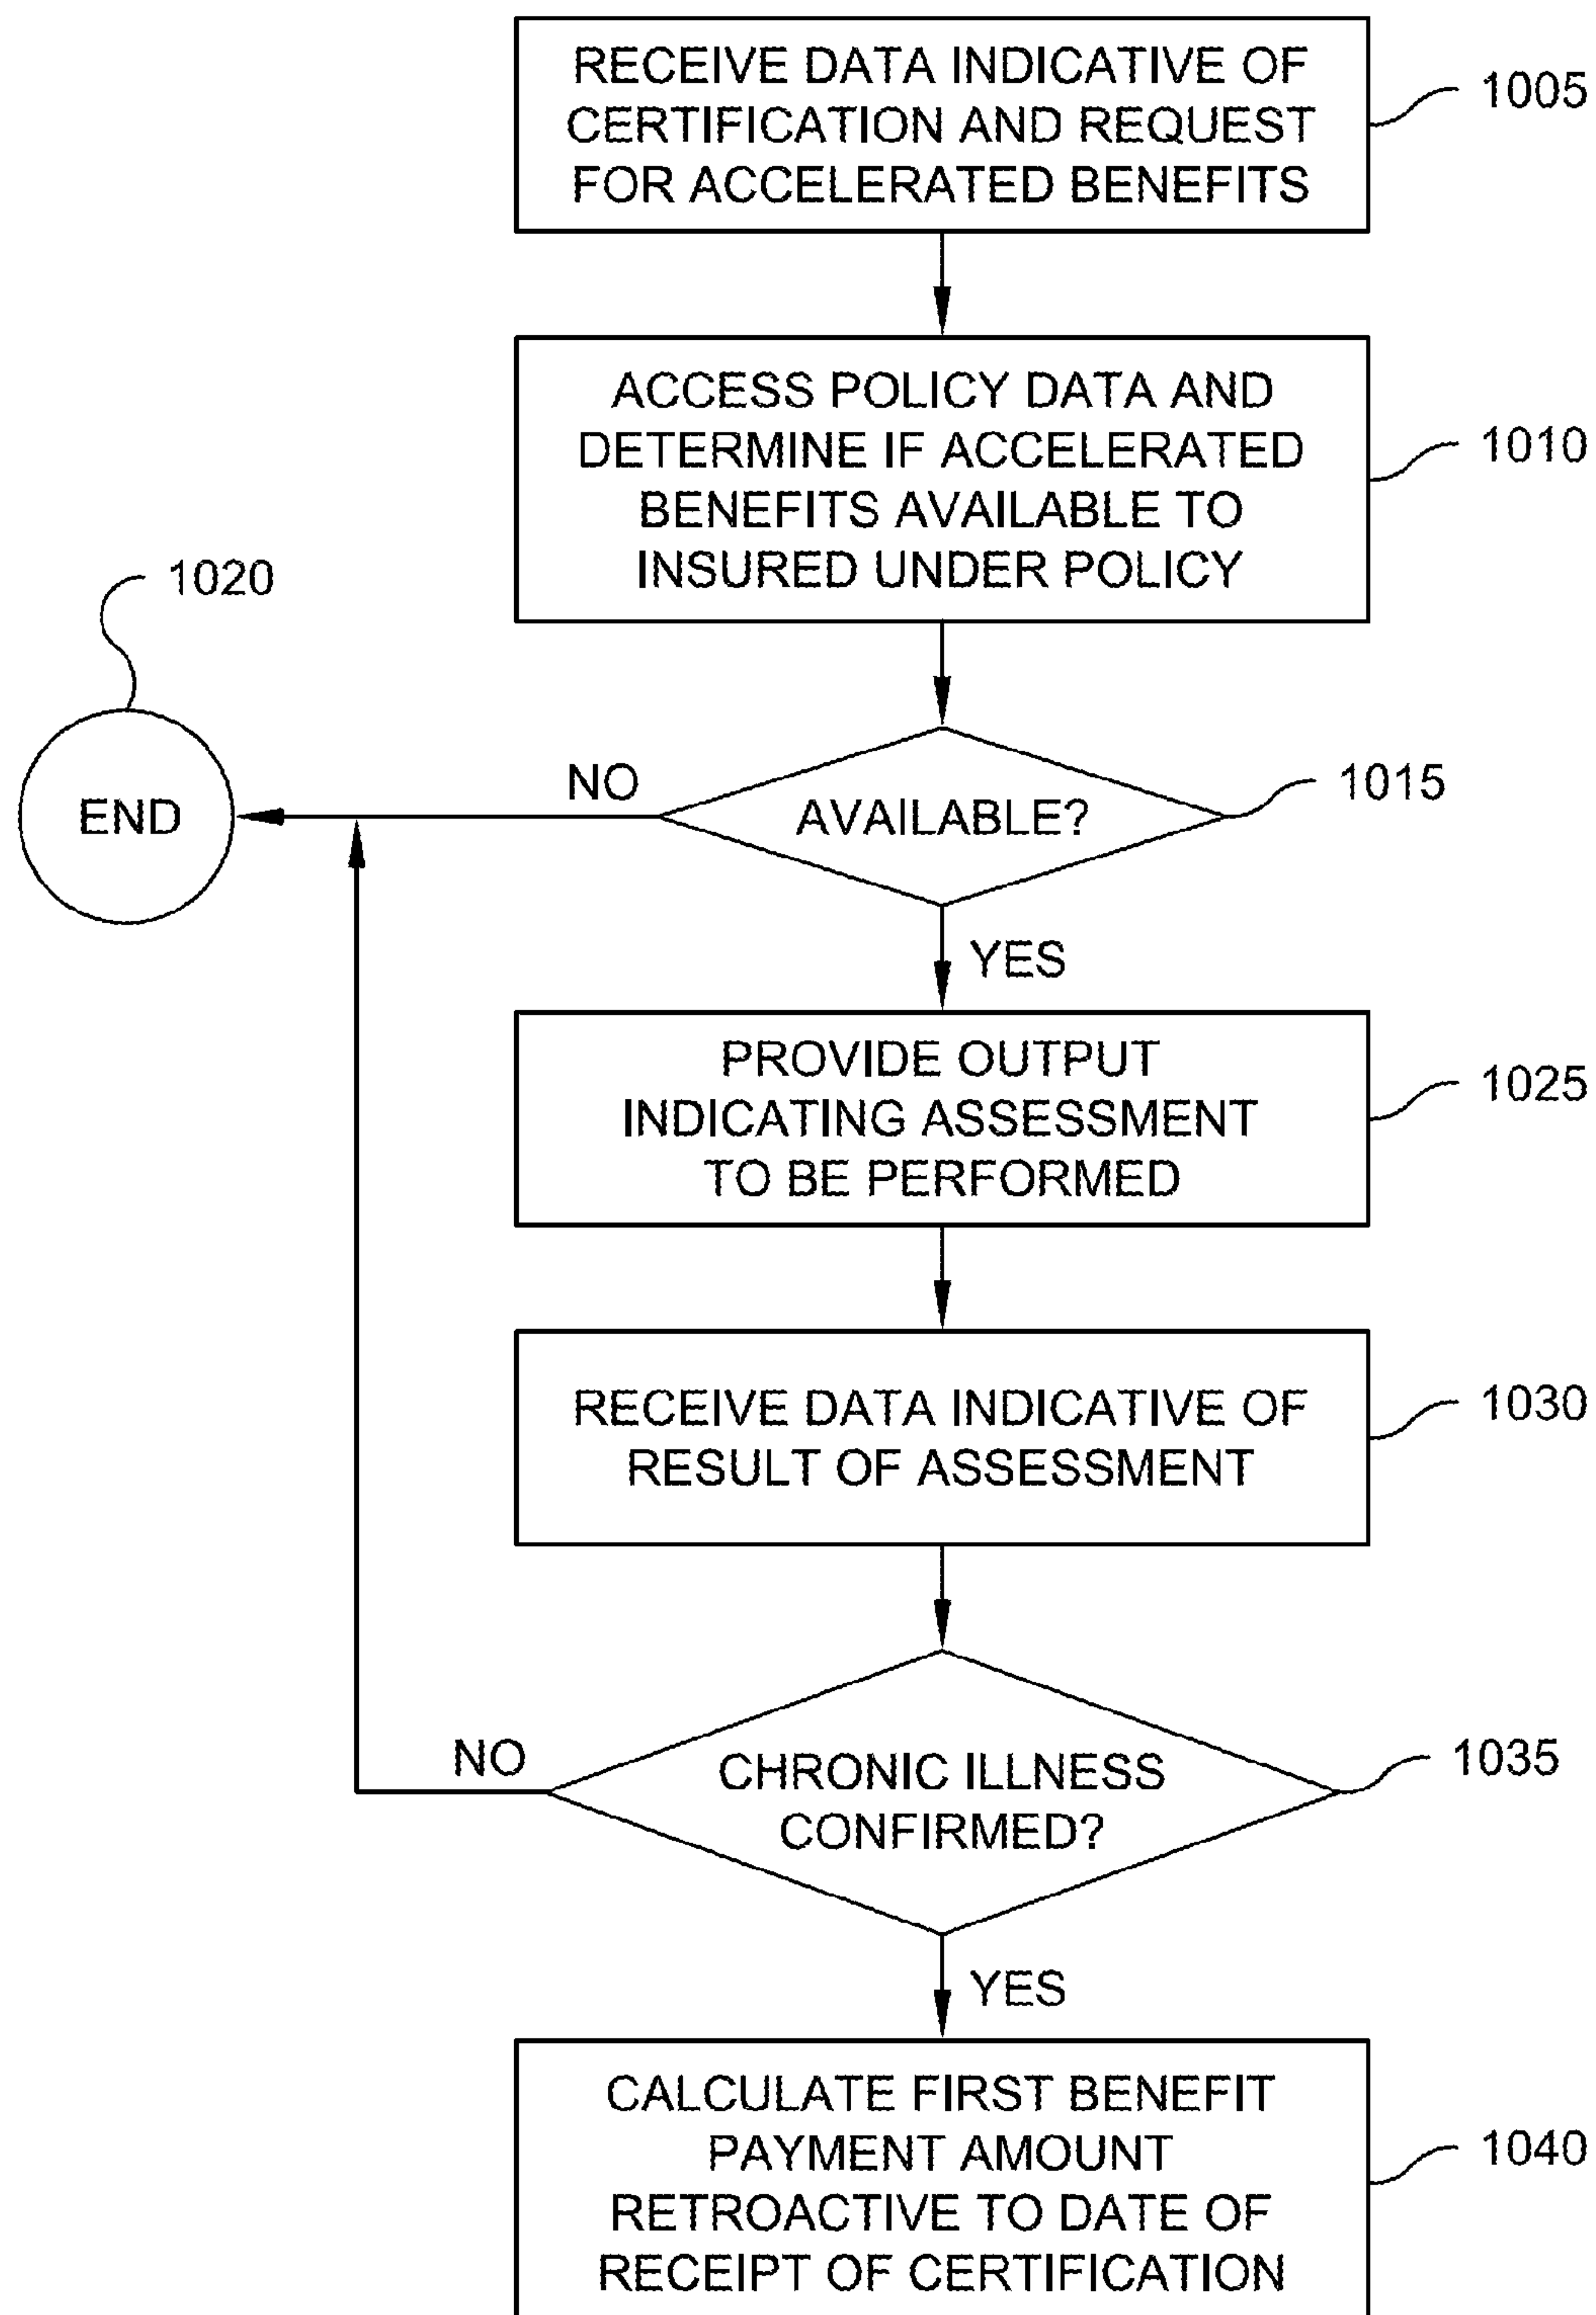 RECEIVE DATA INDICATIVE OF
CERTIFICATION AND REQUEST
FOR ACCELERATED BENEFITS
1005
ACCESS POLICY DATA AND
DETERMINE IF ACCELERATED
BENEFITS AVAILABLE TO
INSURED UNDER POLICY
1010
1020
END
NO
AVAILABLE?
1015
YES
PROVIDE OUTPUT
INDICATING ASSESSMENT
TO BE PERFORMED
1025
RECEIVE DATA INDICATIVE OF
RESULT OF ASSESSMENT
1030
NO
CHRONIC ILLNESS
CONFIRMED?
1035
YES
CALCULATE FIRST BENEFIT
PAYMENT AMOUNT
RETROACTIVE TO DATE OF
RECEIPT OF CERTIFICATION
1040